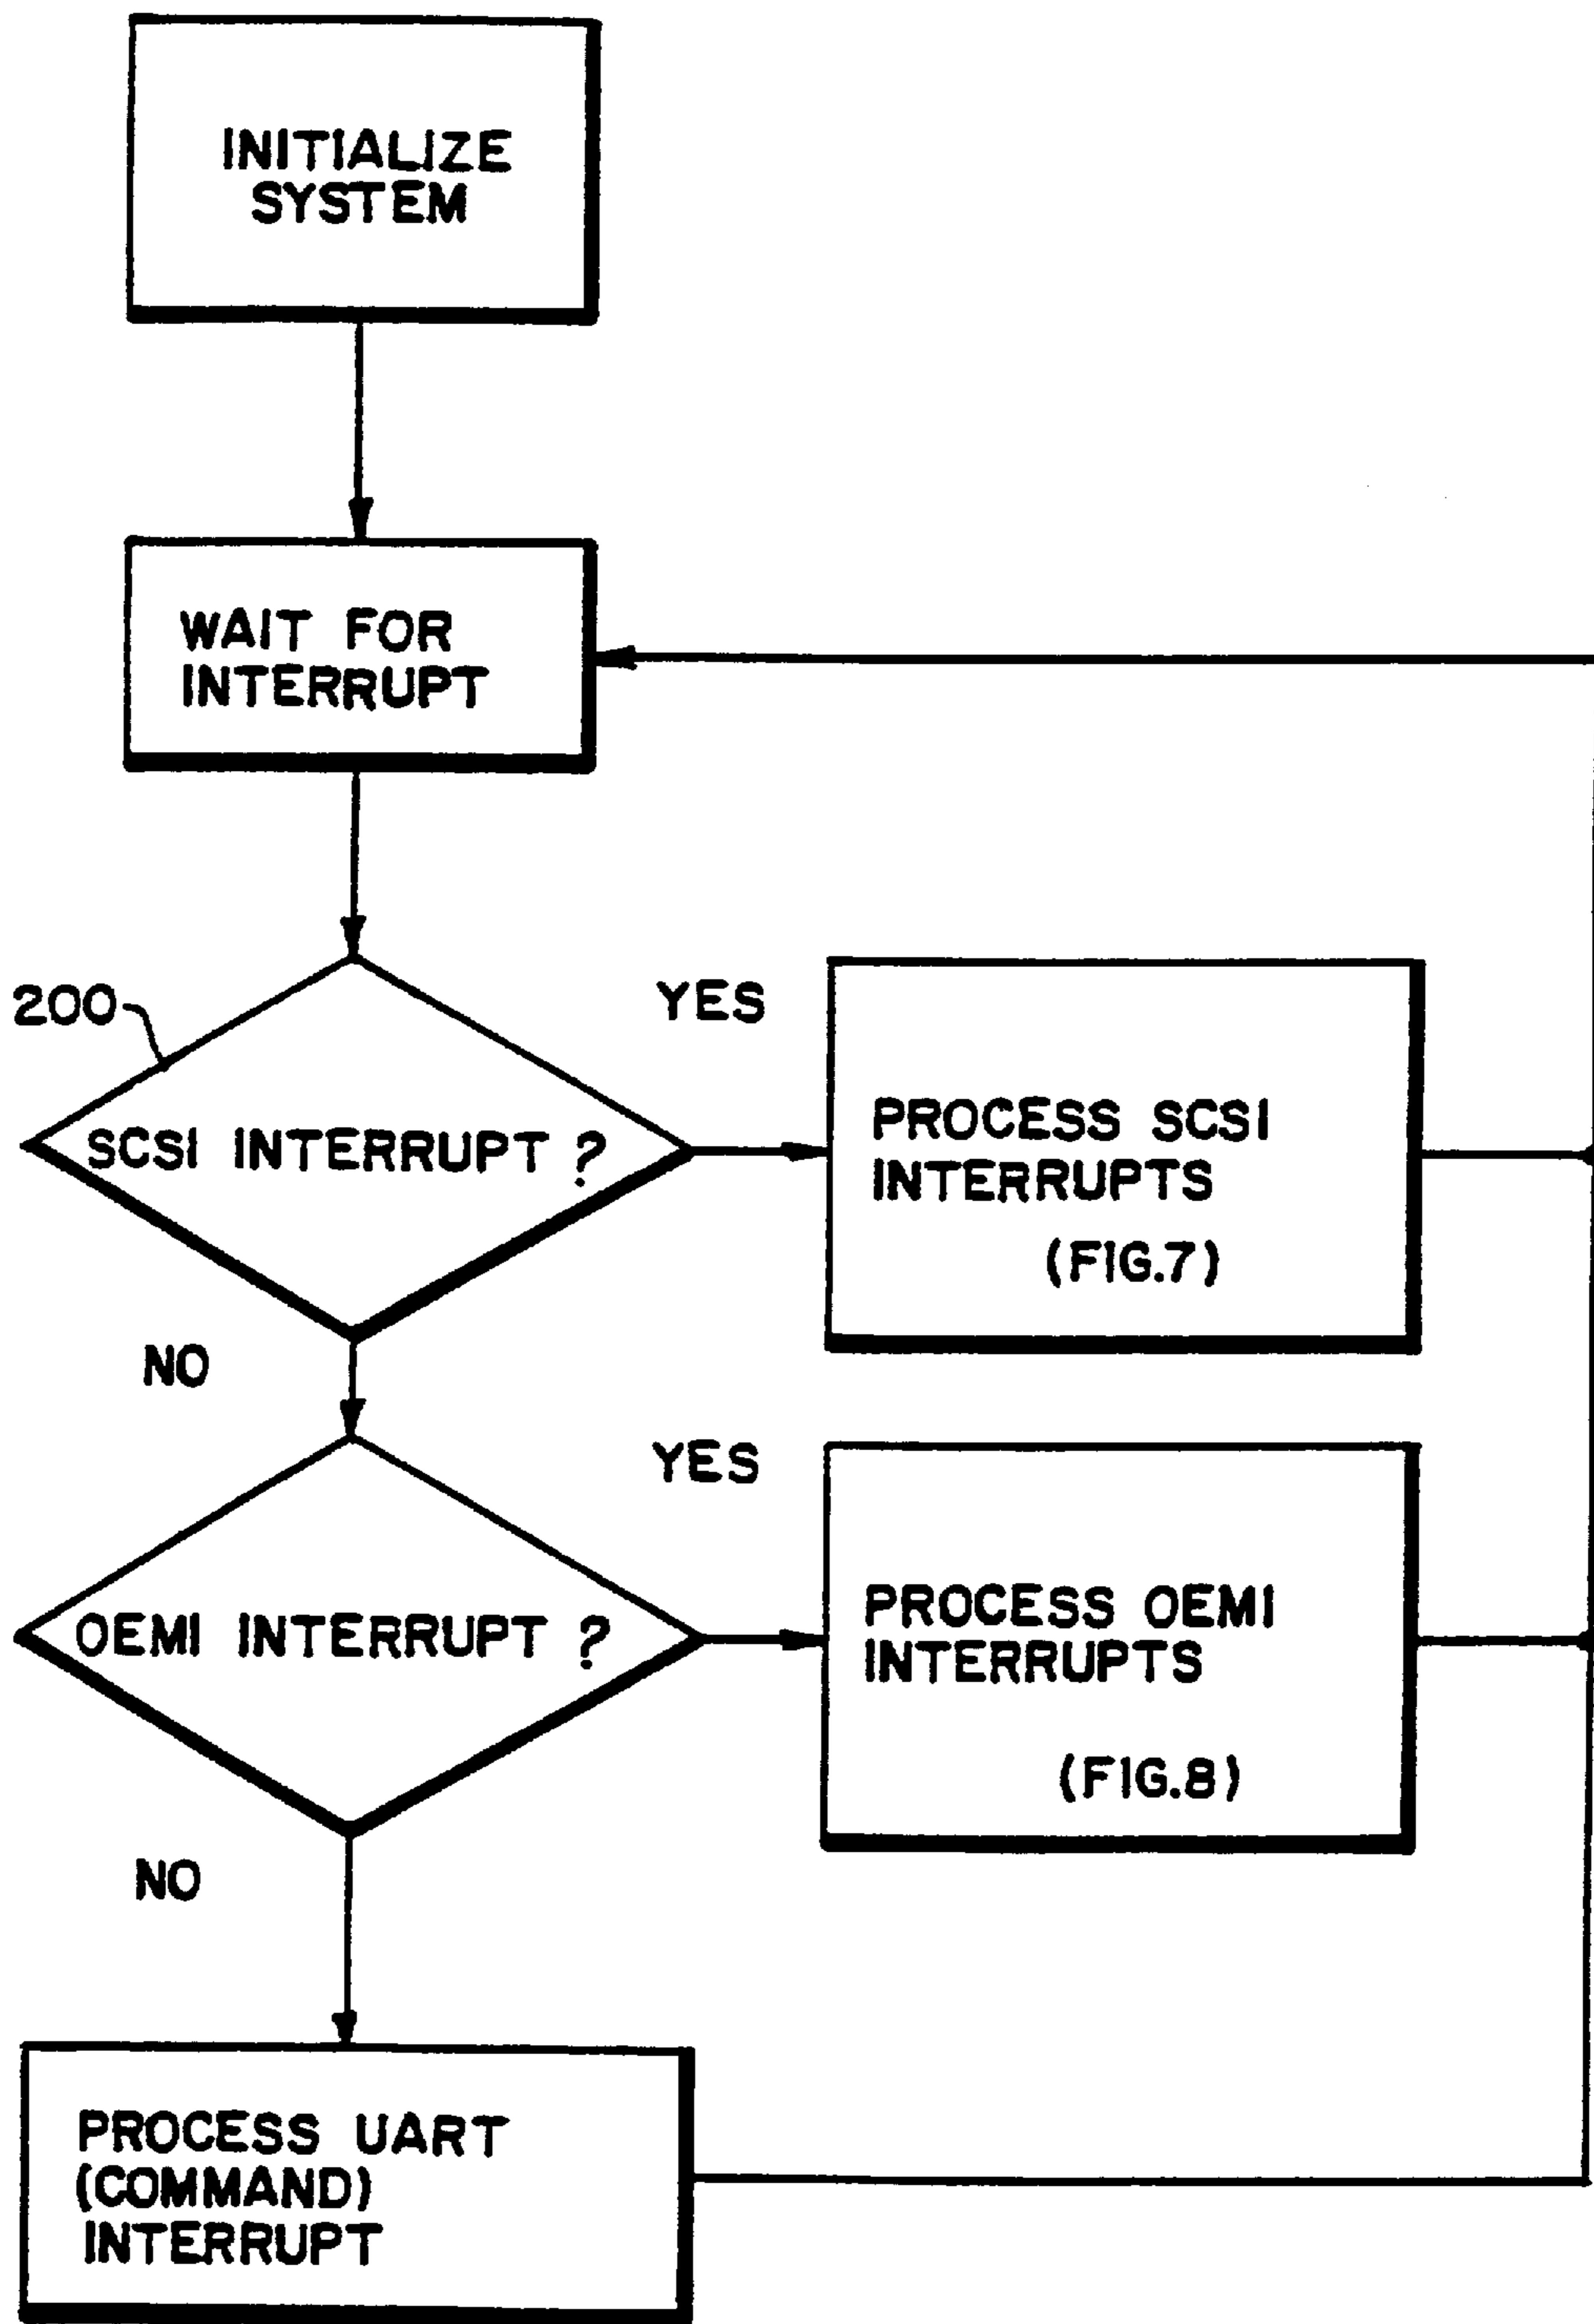 INITIALIZE
SYSTEM
WAIT FOR
INTERRUPT
200
YES
SCSI INTERRUPT ?
PROCESS SCSI
INTERRUPTS
(FIG.7)
NO
YES
OEMI INTERRUPT ?
PROCESS OEMI
INTERRUPTS
(FIG.8)
NO
PROCESS UART
(COMMAND)
INTERRUPT